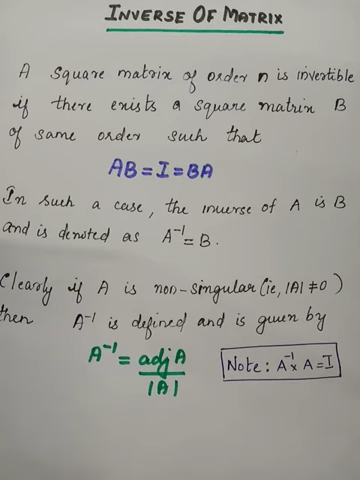 INVERSE OF MATRIX
A square matrix of order n is invertible
if there exists a square matrix B
of same order such that
AB = I = BA
In such a case, the inverse of A is B
and is denoted as A⁻¹ = B.
Clearly if A is non-singular (ie, |A| ≠ 0)
then A⁻¹ is defined and is given by
A⁻¹ = adj A / |A|
Note: A⁻¹ × A = I